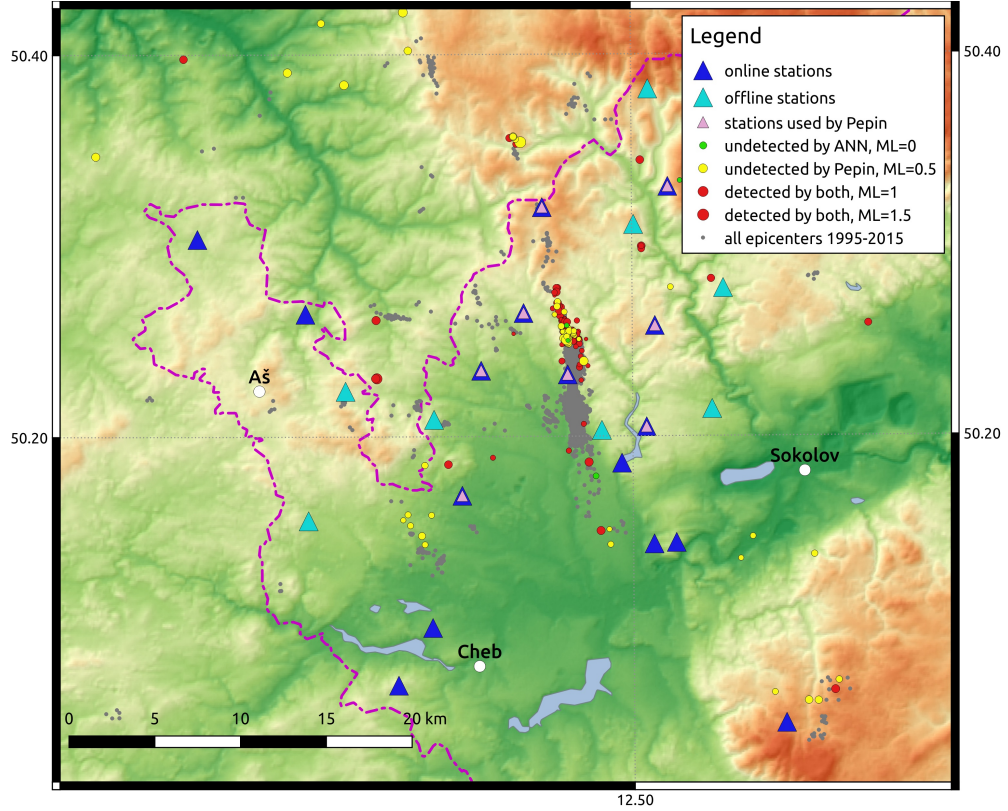 50.40
50.40
Legend
online stations
offline stations
stations used by Pepin
undetected by ANN, ML=0
undetected by Pepin, ML=0.5
detected by both, ML=1
detected by both, ML=1.5
all epicenters 1995-2015
Aš
50.20
50.20
Sokolov
Cheb
0 5 10 15 20 km
12.50